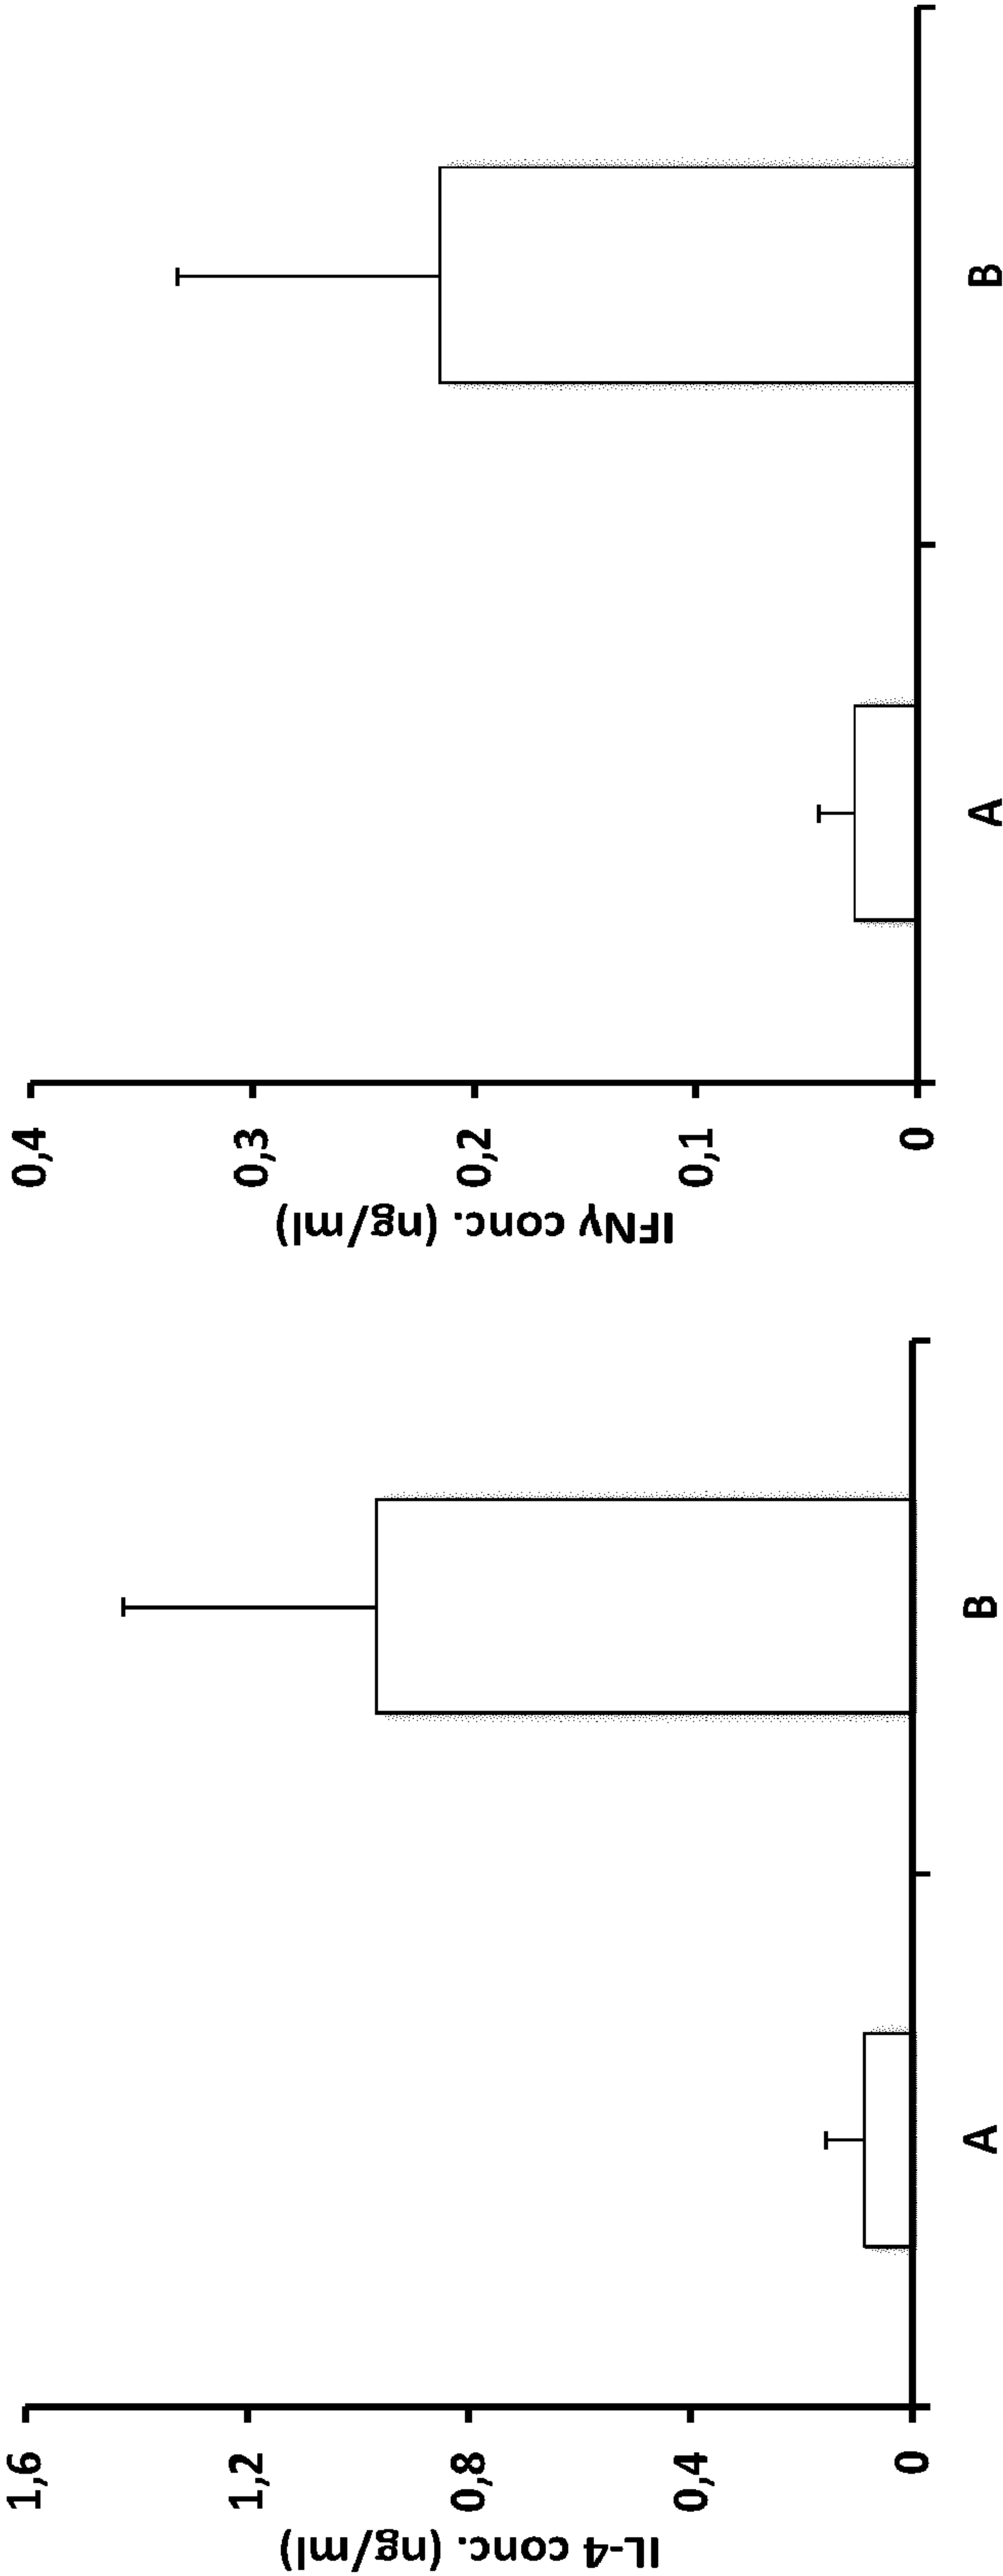 IL-4 conc. (ng/ml)
1,6
1,2
0,8
0,4
0
A
B
IFNγ conc. (ng/ml)
0,4
0,3
0,2
0,1
0
A
B